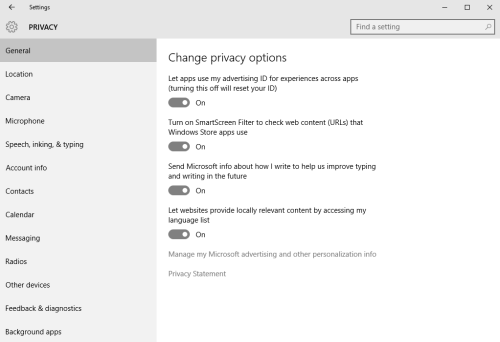 Settings
PRIVACY
Find a setting
General
Location
Camera
Microphone
Speech, inking, & typing
Account info
Contacts
Calendar
Messaging
Radios
Other devices
Feedback & diagnostics
Background apps
Change privacy options
Let apps use my advertising ID for experiences across apps
(turning this off will reset your ID)
On
Turn on SmartScreen Filter to check web content (URLs) that
Windows Store apps use
On
Send Microsoft info about how I write to help us improve typing
and writing in the future
On
Let websites provide locally relevant content by accessing my
language list
On
Manage my Microsoft advertising and other personalization info
Privacy Statement